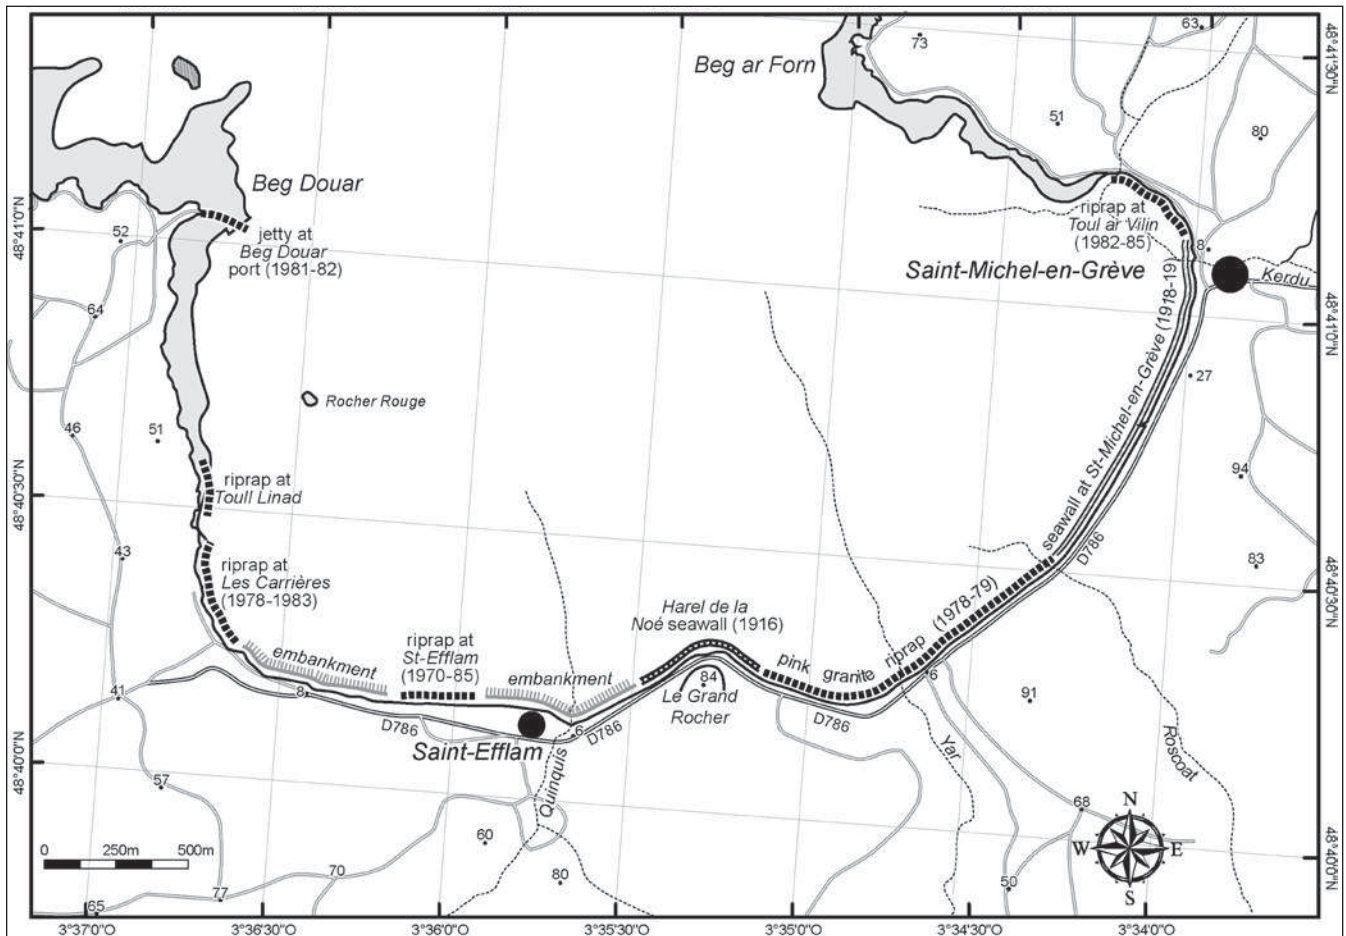 73
63
48°41'30"N
Beg ar Forn
51
80
Beg Douar
52
48°41'0"N
jetty at
Beg Douar
port (1981-82)
riprap at
Toul ar Vilin
(1982-85)
8
Saint-Michel-en-Grève
Kerdu
64
48°41'0"N
27
Rocher Rouge
46
51
seawall at St-Michel-en-Grève (1918-19)
94
riprap at
Toull Linad
48°40'30"N
43
83
D786
riprap at
Les Carrières
(1978-1983)
48°40'30"N
Harel de la
Noé seawall (1916)
pink granite riprap (1978-79)
riprap at
St-Efflam
(1970-85)
embankment
embankment
84
Le Grand
Rocher
6
41
8
91
D786
6
D786
D786
Saint-Efflam
Quinquis
Yar
Roscoat
48°40'0"N
57
68
N
W
E
S
60
0 250m 500m
70
80
50
48°40'0"N
77
65
3°37'0"O
3°36'30"O
3°36'0"O
3°35'30"O
3°35'0"O
3°34'30"O
3°34'0"O